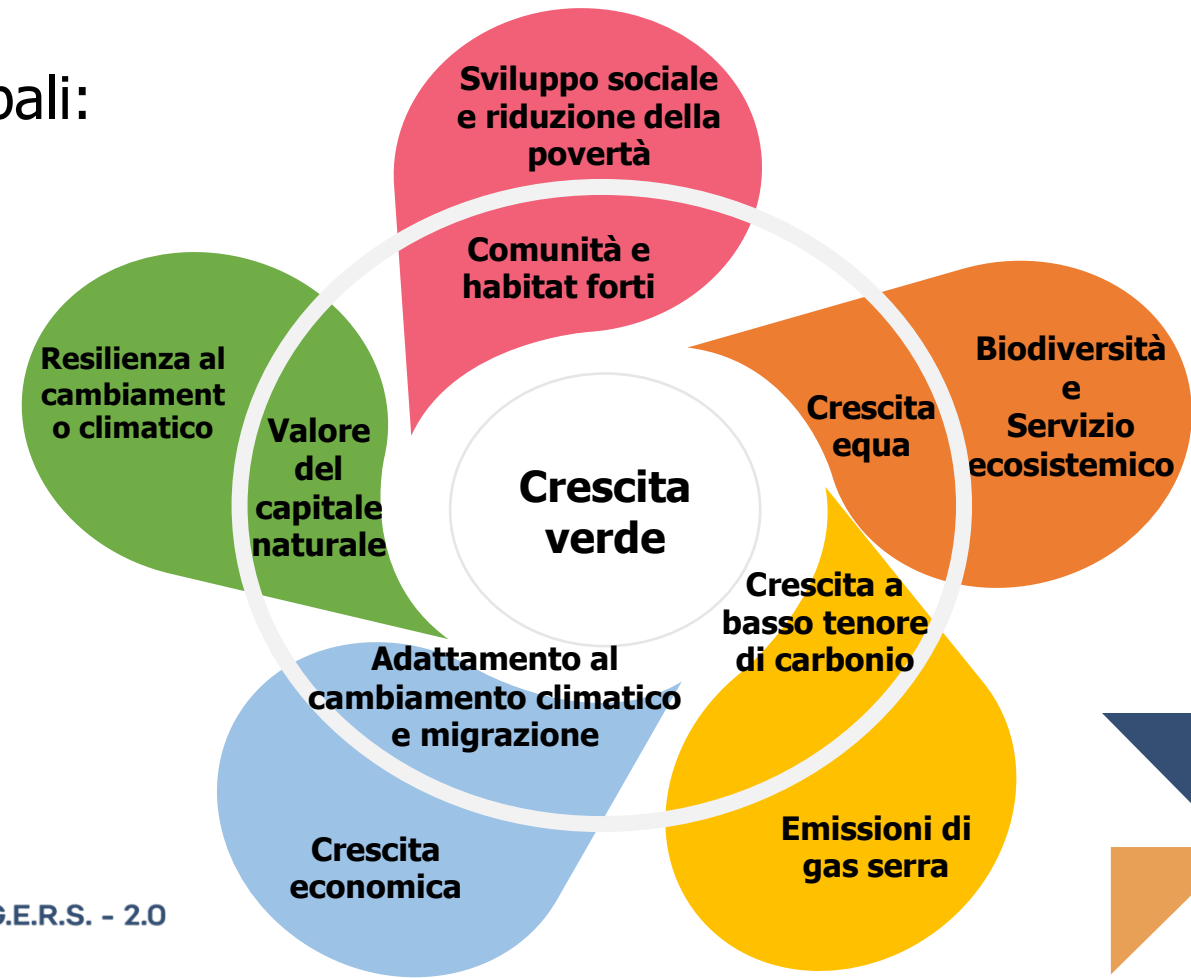 pali:
Sviluppo sociale
e riduzione della
povertà
Comunità e
habitat forti
Resilienza al
cambiament
o climatico
Valore
del
capitale
naturale
Biodiversità
e
Servizio
ecosistemico
Crescita
equa
Crescita
verde
Crescita a
basso tenore
di carbonio
Adattamento al
cambiamento climatico
e migrazione
Emissioni di
gas serra
Crescita
economica
.E.R.S. - 2.0